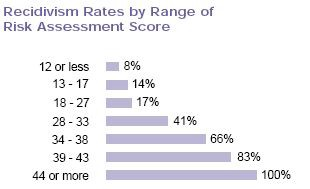 Recidivism Rates by Range of
Risk Assessment Score
12 or less 8%
13 - 17 14%
18 - 27 17%
28 - 33 41%
34 - 38 66%
39 - 43 83%
44 or more 100%